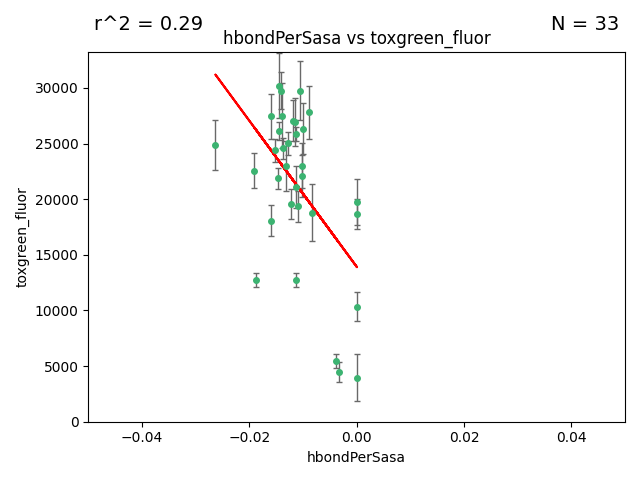 r^2 = 0.29
N = 33
hbondPerSasa vs toxgreen_fluor
toxgreen_fluor
30000
25000
20000
15000
10000
5000
0
−0.04
−0.02
0.00
0.02
0.04
hbondPerSasa